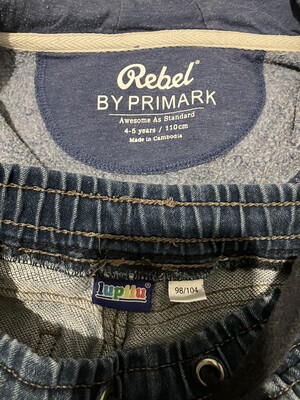 Rebel
BY PRIMARK
Awesome As Standard
4-5 years / 110cm
Made in Cambodia
lupilu
98/104